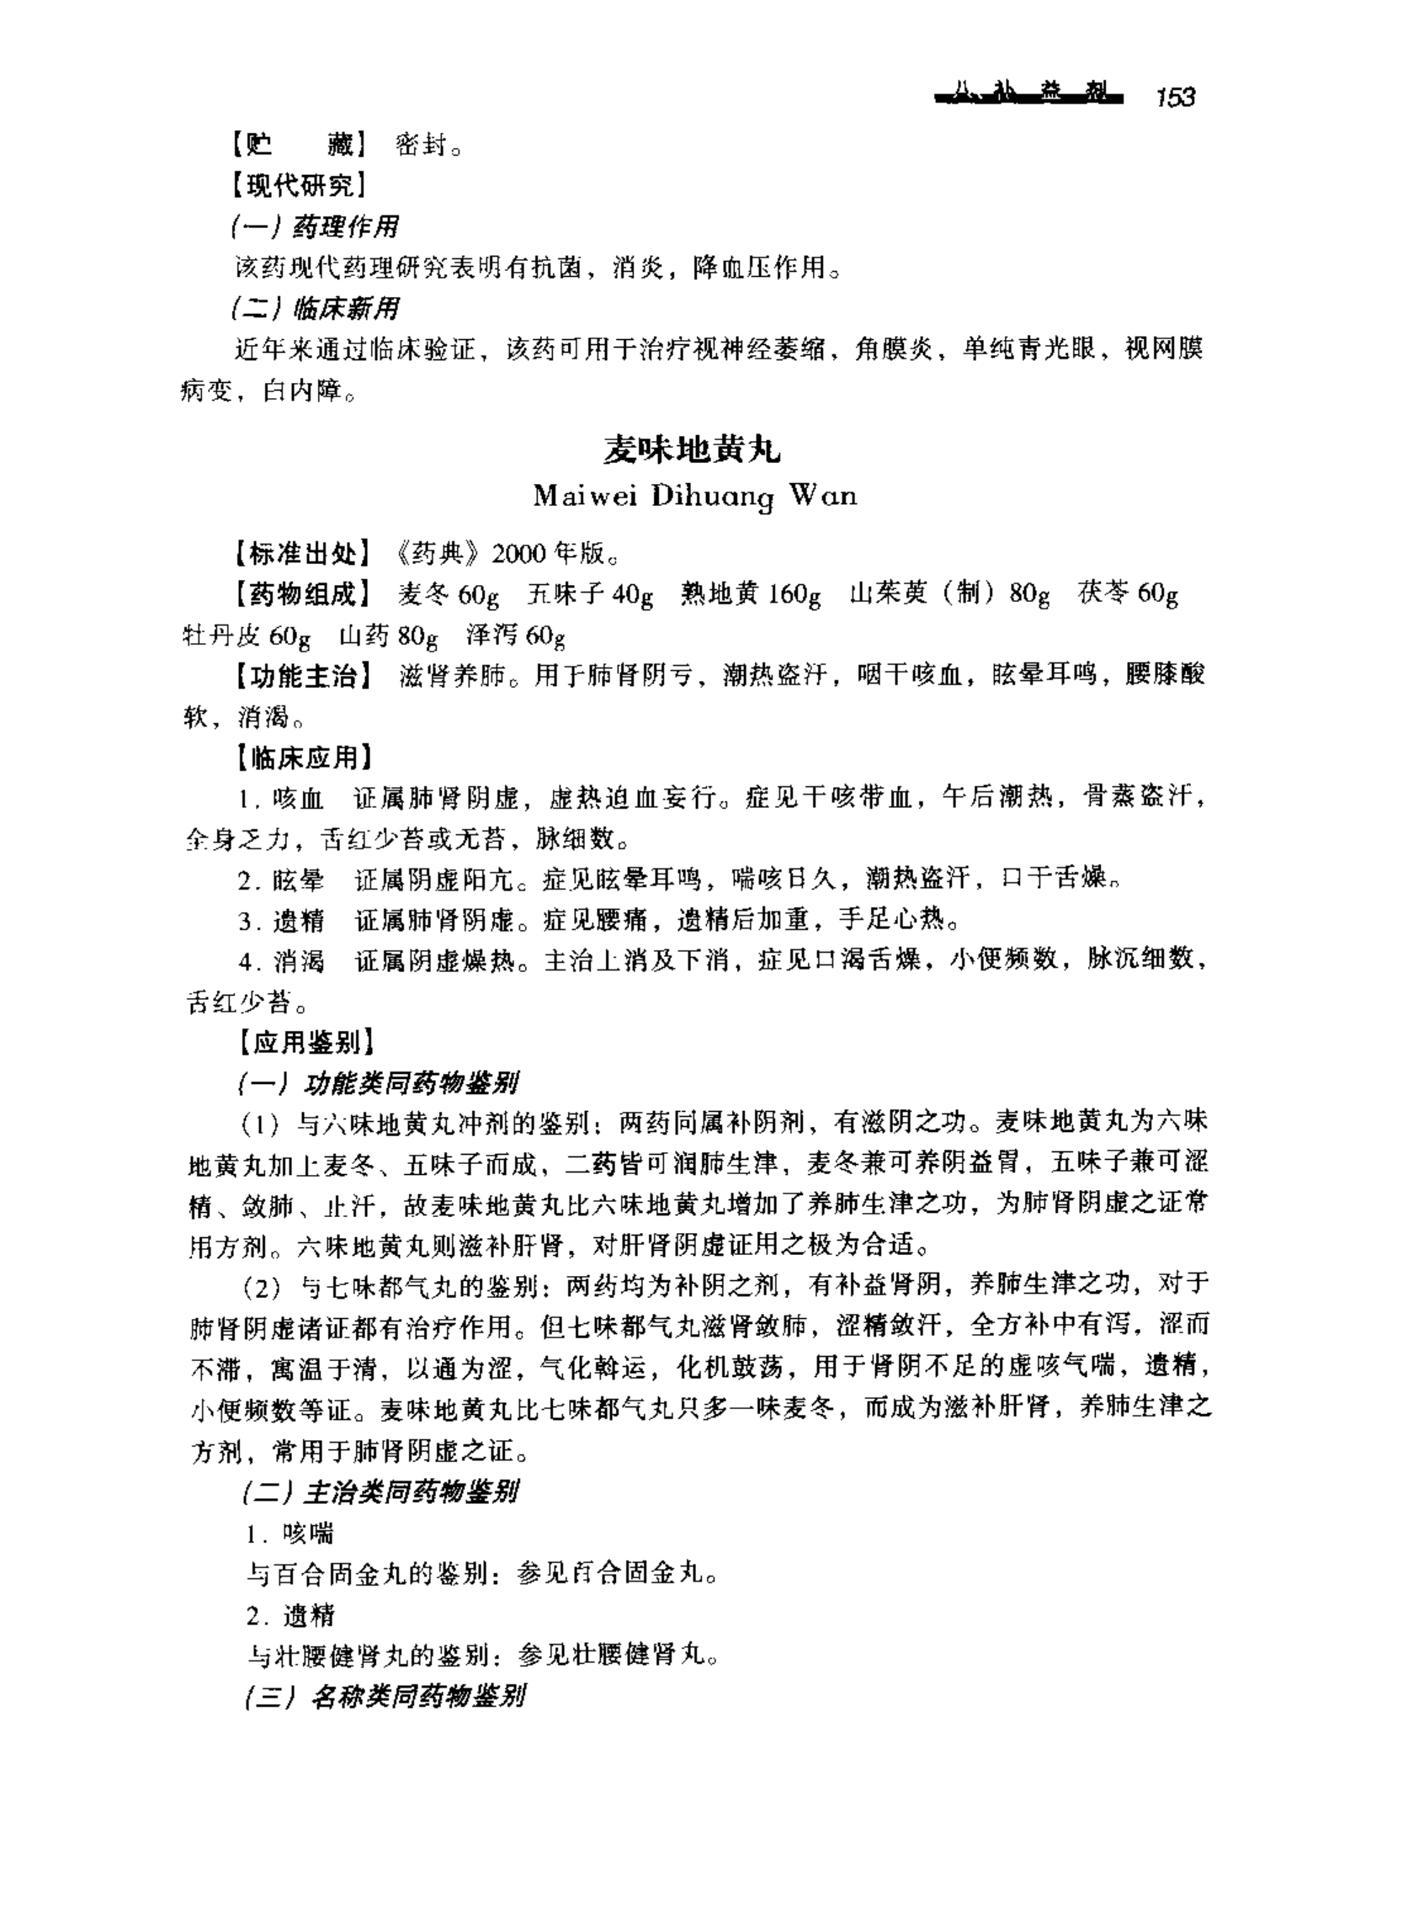 八、补益剂 153
【贮　　藏】 密封。
【现代研究】
(一) 药理作用
该药现代药理研究表明有抗菌，消炎，降血压作用。
(二) 临床新用
近年来通过临床验证，该药可用于治疗视神经萎缩，角膜炎，单纯青光眼，视网膜
病变，白内障。
麦味地黄丸
Maiwei Dihuang Wan
【标准出处】《药典》2000 年版。
【药物组成】 麦冬 60g　五味子 40g　熟地黄 160g　山茱萸（制）80g　茯苓 60g
牡丹皮 60g　山药 80g　泽泻 60g
【功能主治】 滋肾养肺。用于肺肾阴亏，潮热盗汗，咽干咳血，眩晕耳鸣，腰膝酸
软，消渴。
【临床应用】
1. 咳血　证属肺肾阴虚，虚热迫血妄行。症见干咳带血，午后潮热，骨蒸盗汗，
全身乏力，舌红少苔或无苔，脉细数。
2. 眩晕　证属阴虚阳亢。症见眩晕耳鸣，喘咳日久，潮热盗汗，口干舌燥。
3. 遗精　证属肺肾阴虚。症见腰痛，遗精后加重，手足心热。
4. 消渴　证属阴虚燥热。主治上消及下消，症见口渴舌燥，小便频数，脉沉细数，
舌红少苔。
【应用鉴别】
(一) 功能类同药物鉴别
（1）与六味地黄丸冲剂的鉴别：两药同属补阴剂，有滋阴之功。麦味地黄丸为六味
地黄丸加上麦冬、五味子而成，二药皆可润肺生津，麦冬兼可养阴益胃，五味子兼可涩
精、敛肺、止汗，故麦味地黄丸比六味地黄丸增加了养肺生津之功，为肺肾阴虚之证常
用方剂。六味地黄丸则滋补肝肾，对肝肾阴虚证用之极为合适。
（2）与七味都气丸的鉴别：两药均为补阴之剂，有补益肾阴，养肺生津之功，对于
肺肾阴虚诸证都有治疗作用。但七味都气丸滋肾敛肺，涩精敛汗，全方补中有泻，涩而
不滞，寓温于清，以通为涩，气化斡运，化机鼓荡，用于肾阴不足的虚咳气喘，遗精，
小便频数等证。麦味地黄丸比七味都气丸只多一味麦冬，而成为滋补肝肾，养肺生津之
方剂，常用于肺肾阴虚之证。
(二) 主治类同药物鉴别
1. 咳喘
与百合固金丸的鉴别：参见百合固金丸。
2. 遗精
与壮腰健肾丸的鉴别：参见壮腰健肾丸。
(三) 名称类同药物鉴别